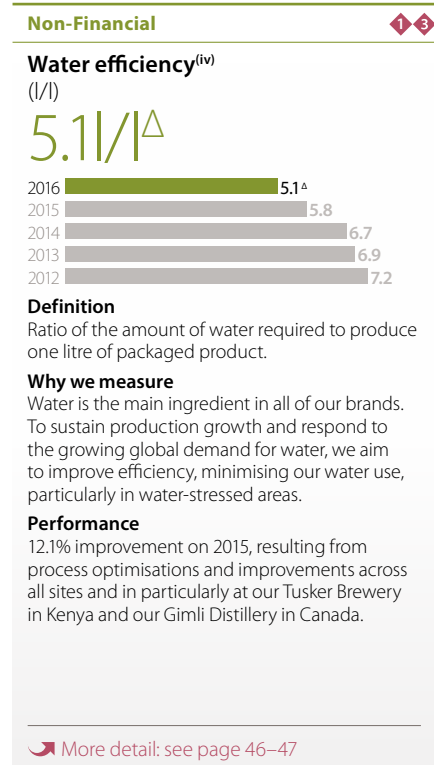 Non-Financial 1 3
Water efficiency(iv)
(l/l)
5.1l/lΔ
2016 5.1Δ
2015 5.8
2014 6.7
2013 6.9
2012 7.2
Definition
Ratio of the amount of water required to produce
one litre of packaged product.
Why we measure
Water is the main ingredient in all of our brands.
To sustain production growth and respond to
the growing global demand for water, we aim
to improve efficiency, minimising our water use,
particularly in water-stressed areas.
Performance
12.1% improvement on 2015, resulting from
process optimisations and improvements across
all sites and in particularly at our Tusker Brewery
in Kenya and our Gimli Distillery in Canada.
More detail: see page 46–47